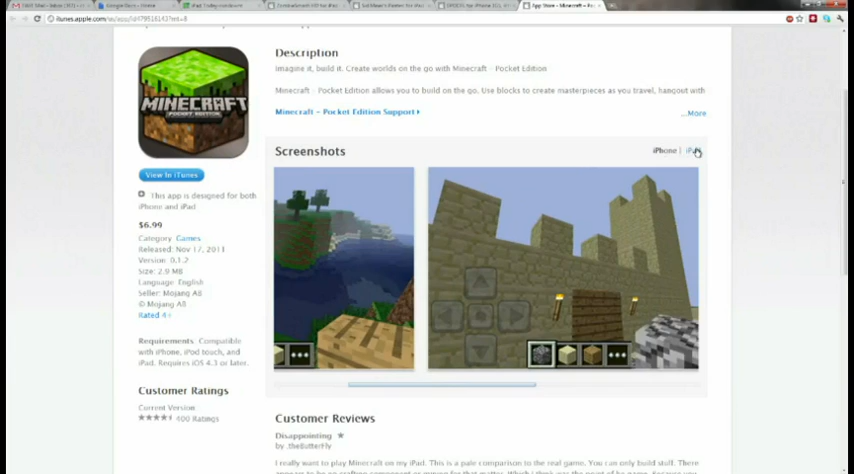 iPad Today rundown
App Store - Minecraft – P
itunes.apple.com/us/app/id479516143?mt=8
Description
Imagine it, build it. Create worlds on the go with Minecraft - Pocket Edition
Minecraft - Pocket Edition allows you to build on the go. Use blocks to create masterpieces as you travel, hangout with
Minecraft - Pocket Edition Support
...More
MINECRAFT
POCKET EDITION
View In iTunes
This app is designed for both
iPhone and iPad
$6.99
Category Games
Released: Nov 17, 2011
Version: 0.1.2
Size: 2.9 MB
Language: English
Seller: Mojang AB
© Mojang AB
Rated 4+
Requirements: Compatible
with iPhone, iPod touch, and
iPad. Requires iOS 4.3 or later.
Customer Ratings
Current Version:
400 Ratings
Screenshots
iPhone |
Customer Reviews
Disappointing
by .theButterFly
I really want to play Minecraft on my iPad. This is a pale comparison to the real game. You can only build stuff. There